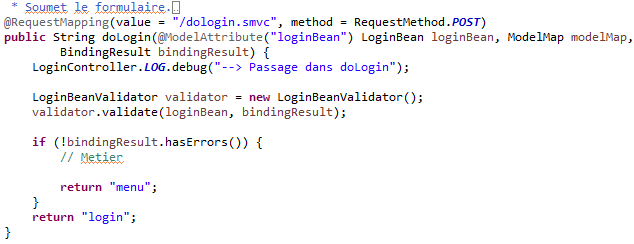 * Soumet le formulaire.
@RequestMapping(value = "/dologin.smvc", method = RequestMethod.POST)
public String doLogin(@ModelAttribute("loginBean") LoginBean loginBean, ModelMap modelMap,
BindingResult bindingResult) {
LoginController.LOG.debug("--> Passage dans doLogin");
LoginBeanValidator validator = new LoginBeanValidator();
validator.validate(loginBean, bindingResult);
if (!bindingResult.hasErrors()) {
// Metier
return "menu";
}
return "login";
}